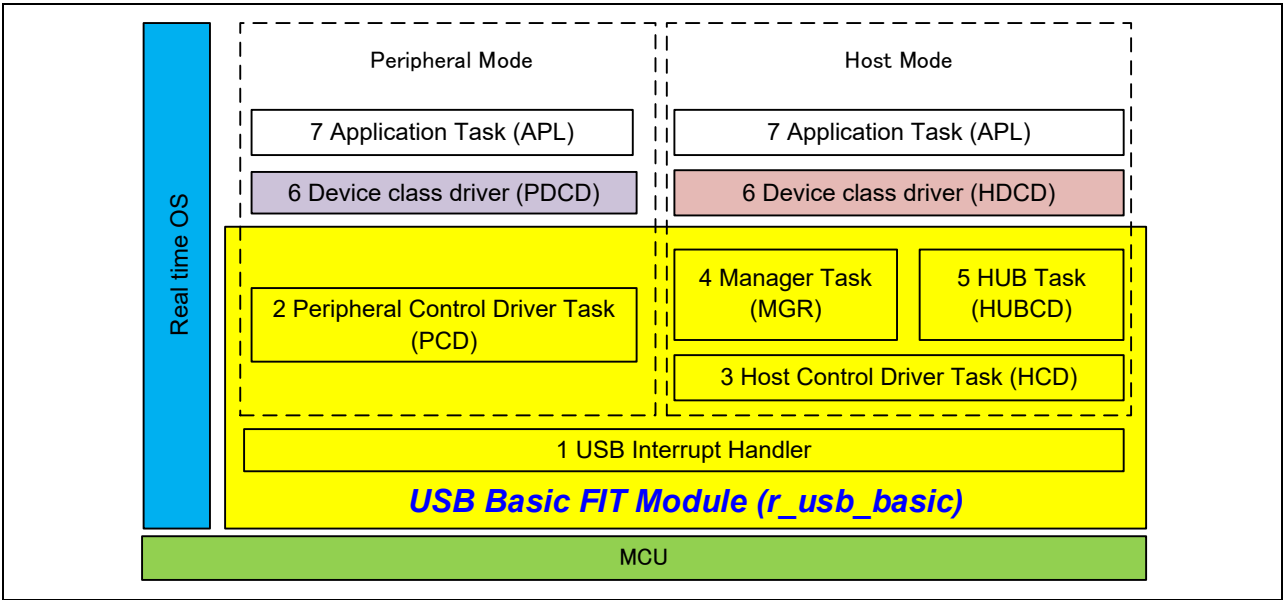 Real time OS
Peripheral Mode
Host Mode
7 Application Task (APL)
7 Application Task (APL)
6 Device class driver (PDCD)
6 Device class driver (HDCD)
2 Peripheral Control Driver Task
(PCD)
4 Manager Task
(MGR)
5 HUB Task
(HUBCD)
3 Host Control Driver Task (HCD)
1 USB Interrupt Handler
USB Basic FIT Module (r_usb_basic)
MCU